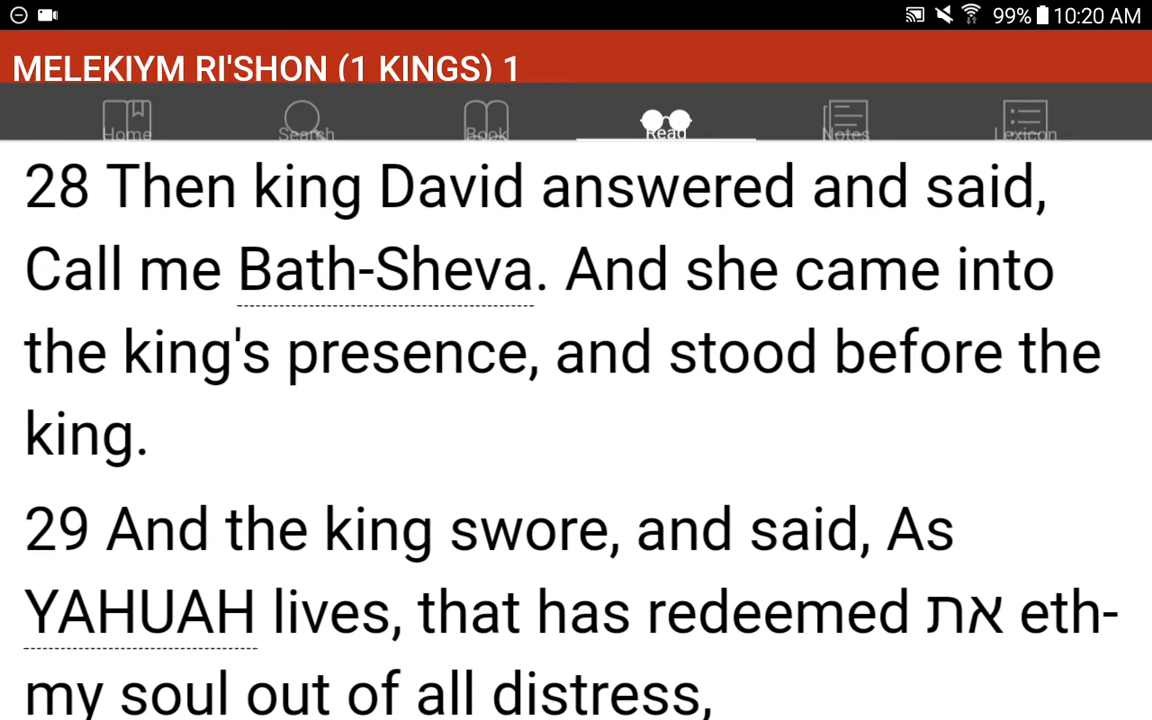 99% 10:20 AM
MELEKIYM RI'SHON (1 KINGS) 1
Home Search Book Read Notes Lexicon
28 Then king David answered and said,
Call me Bath-Sheva. And she came into
the king's presence, and stood before the
king.
29 And the king swore, and said, As
YAHUAH lives, that has redeemed את eth-
my soul out of all distress,